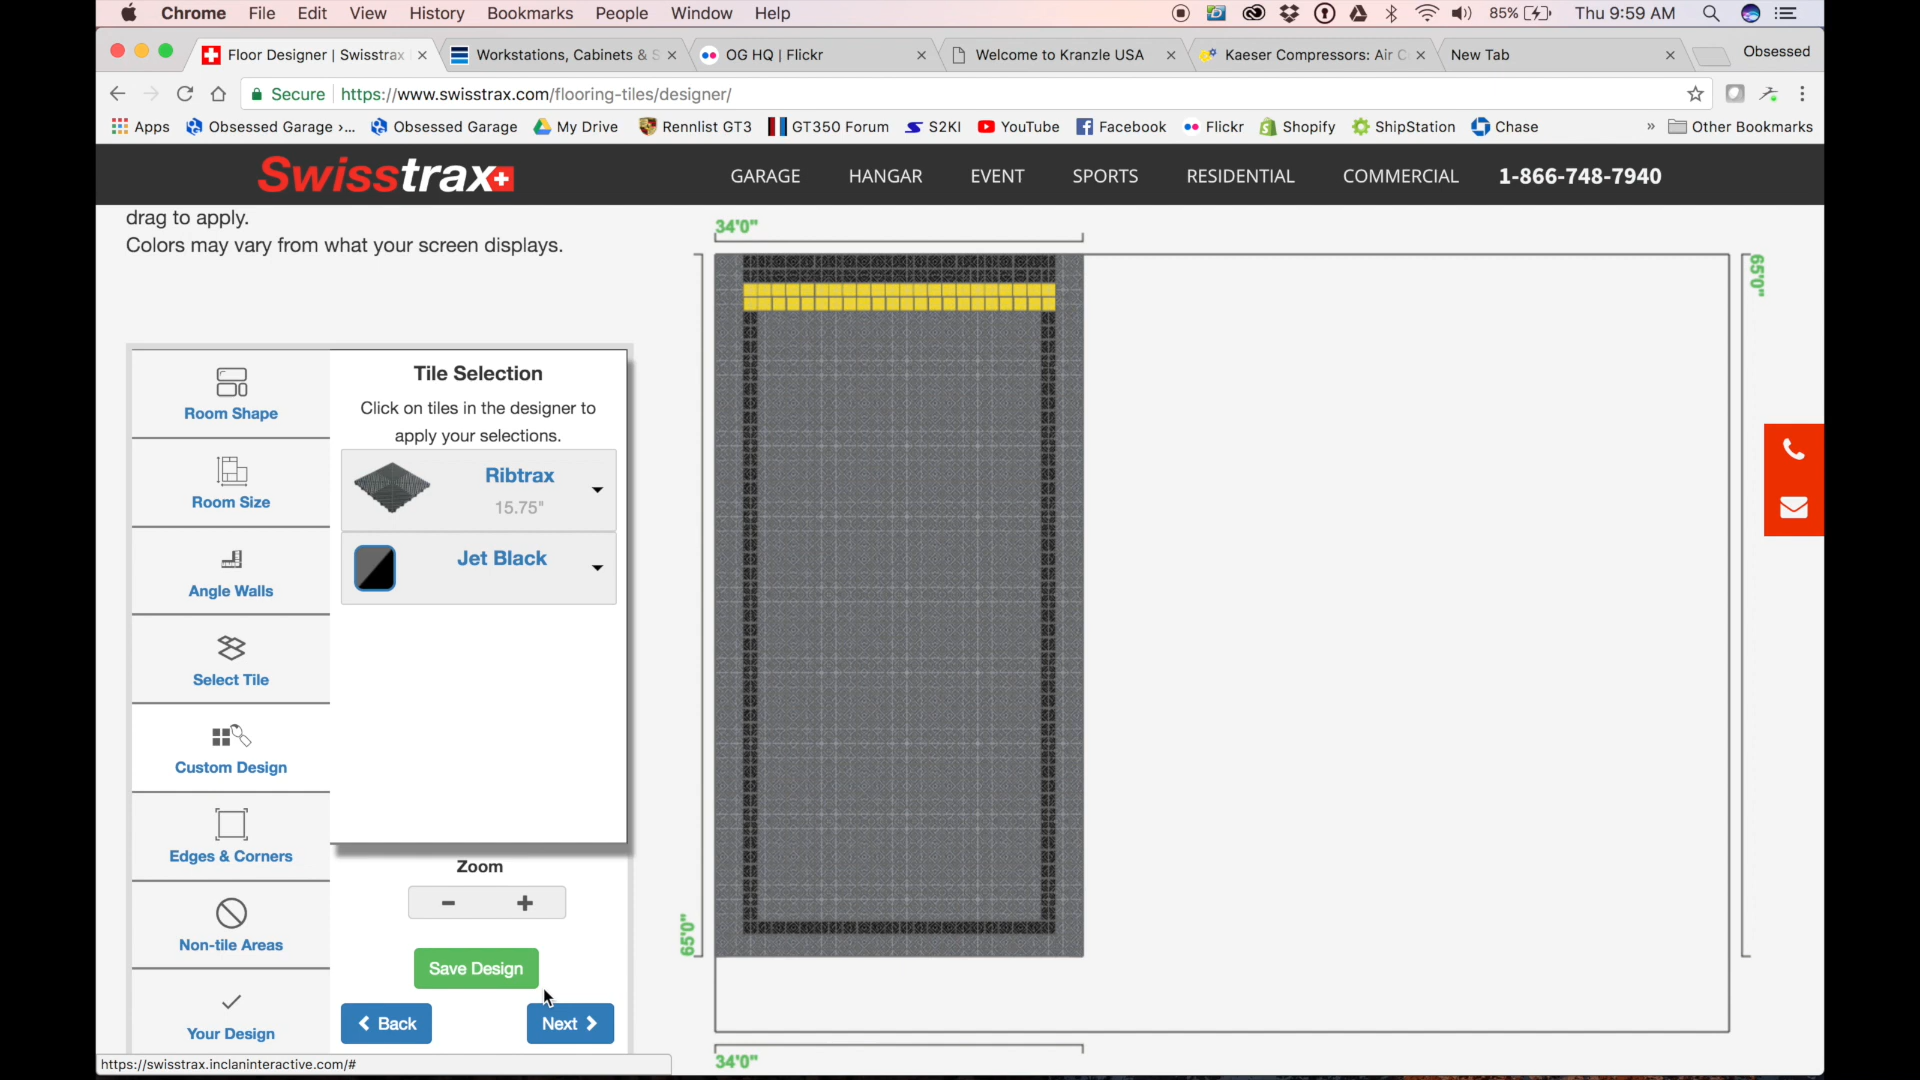 Chrome File Edit View History Bookmarks People Window Help 85% Thu 9:59 AM
Floor Designer | Swisstrax Workstations, Cabinets & S OG HQ | Flickr Welcome to Kranzle USA Kaeser Compressors: Air C New Tab Obsessed
Secure https://www.swisstrax.com/flooring-tiles/designer/
Apps Obsessed Garage ›... Obsessed Garage My Drive Rennlist GT3 GT350 Forum S2KI YouTube Facebook Flickr Shopify ShipStation Chase » Other Bookmarks
Swisstrax GARAGE HANGAR EVENT SPORTS RESIDENTIAL COMMERCIAL 1-866-748-7940
drag to apply.
Colors may vary from what your screen displays.
Room Shape
Room Size
Angle Walls
Select Tile
Custom Design
Edges & Corners
Non-tile Areas
Your Design
Tile Selection
Click on tiles in the designer to
apply your selections.
Ribtrax
15.75"
Jet Black
Zoom
- +
Save Design
Back Next
34'0"
65'0"
65'0"
34'0"
https://swisstrax.inclaninteractive.com/#